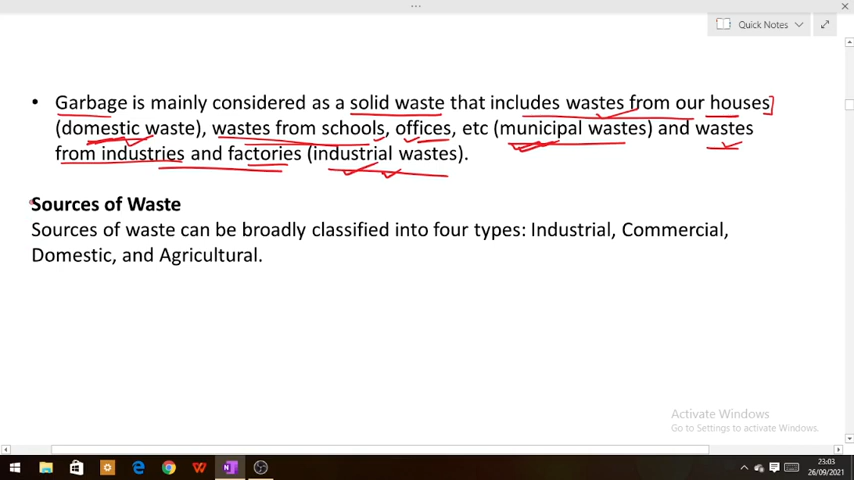 Quick Notes
• Garbage is mainly considered as a solid waste that includes wastes from our houses
(domestic waste), wastes from schools, offices, etc (municipal wastes) and wastes
from industries and factories (industrial wastes).
Sources of Waste
Sources of waste can be broadly classified into four types: Industrial, Commercial,
Domestic, and Agricultural.
Activate Windows
Go to Settings to activate Windows.
23:03
26/09/2021